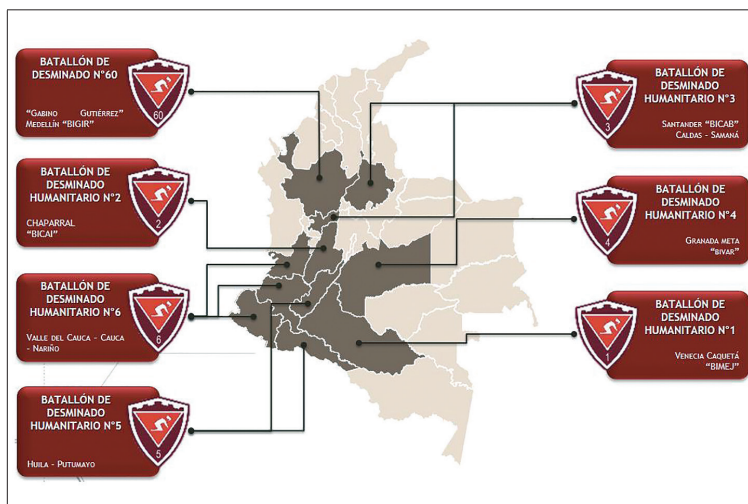 BATALLÓN DE
DESMINADO N°60
"GABINO GUTIÉRREZ"
MEDELLÍN "BIGIR"
60
BATALLÓN DE
DESMINADO
HUMANITARIO N°2
CHAPARRAL
"BICAI"
2
BATALLÓN DE
DESMINADO
HUMANITARIO N°6
VALLE DEL CAUCA - CAUCA
- NARIÑO
6
BATALLÓN DE
DESMINADO
HUMANITARIO N°5
HUILA - PUTUMAYO
5
BATALLÓN DE
DESMINADO
HUMANITARIO N°3
SANTANDER "BICAB"
CALDAS - SAMANÁ
3
BATALLÓN DE
DESMINADO
HUMANITARIO N°4
GRANADA META
"BIVAR"
4
BATALLÓN DE
DESMINADO
HUMANITARIO N°1
VENECIA CAQUETÁ
"BIMEJ"
1